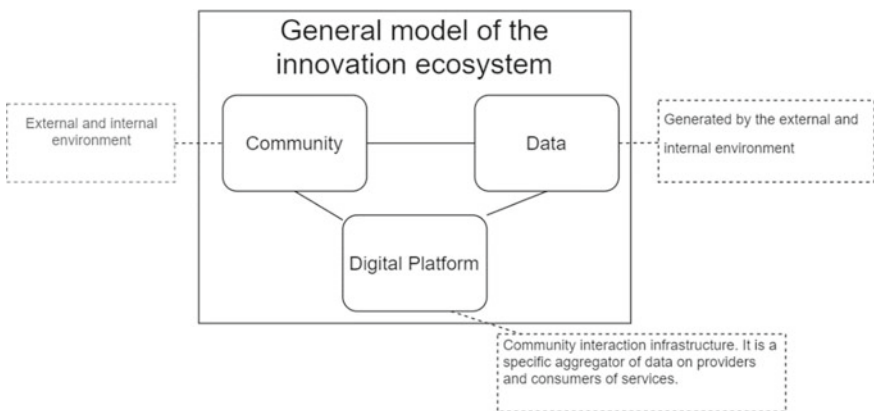 General model of the
innovation ecosystem
External and internal
environment
Community
Data
Generated by the external and
internal environment
Digital Platform
Community interaction infrastructure. It is a
specific aggregator of data on providers
and consumers of services.